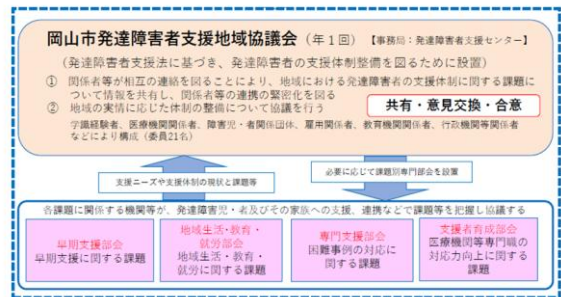 岡山市発達障害者支援地域協議会（年１回）【事務局：発達障害者支援センター】
（発達障害者支援法に基づき、発達障害者の支援体制整備を図るために設置）
① 関係者等が相互の連絡を図ることにより、地域における発達障害者の支援体制に関する課題
について情報を共有し、関係者等の連携の緊密化を図る
② 地域の実情に応じた体制の整備について協議を行う
共有・意見交換・合意
学識経験者、医療機関関係者、障害児・者関係団体、雇用関係者、教育機関関係者、行政機関等関係者
などにより構成（委員21名）
支援ニーズや支援体制の現状と課題等
必要に応じて課題別専門部会を設置
各課題に関係する機関等が、発達障害児・者及びその家族への支援、連携などで課題等を把握し協議する
早期支援部会
早期支援に関する課題
地域生活・教育・
就労部会
地域生活・教育・
就労に関する課題
専門支援部会
困難事例の対応に
関する課題
支援者育成部会
医療機関等専門職の
対応力向上に関する
課題